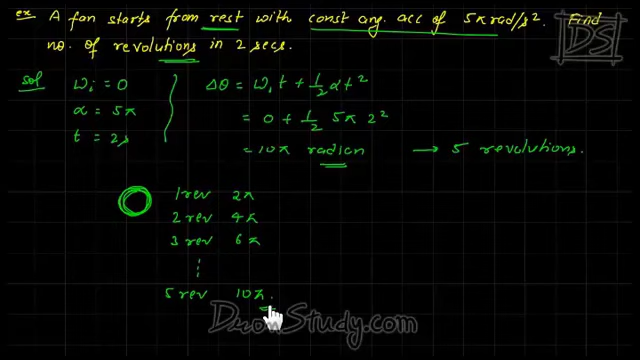 ex A fan starts from rest with const ang. acc of 5π rad/s². Find
no. of revolutions in 2 secs.
DS
sol ωi = 0 Δθ = ωi t + 1/2 αt²
α = 5π = 0 + 1/2 5π 2²
t = 2s = 10π radian → 5 revolutions.
1 rev 2π
2 rev 4π
3 rev 6π
⋮
5 rev 10π.
DronStudy.com